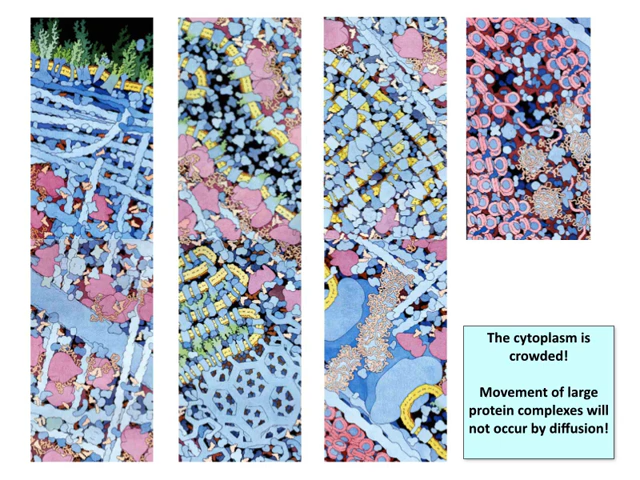 The cytoplasm is
crowded!
Movement of large
protein complexes will
not occur by diffusion!